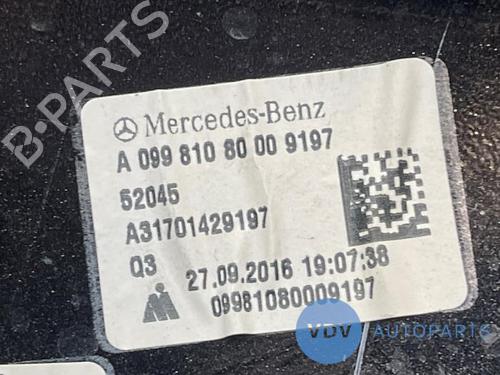 B-PARTS
Mercedes-Benz
A 099 810 80 00 9197
52045
A31701429197
Q3
27.09.2016 19:07:38
09981080009197
VDV AUTOPARTS